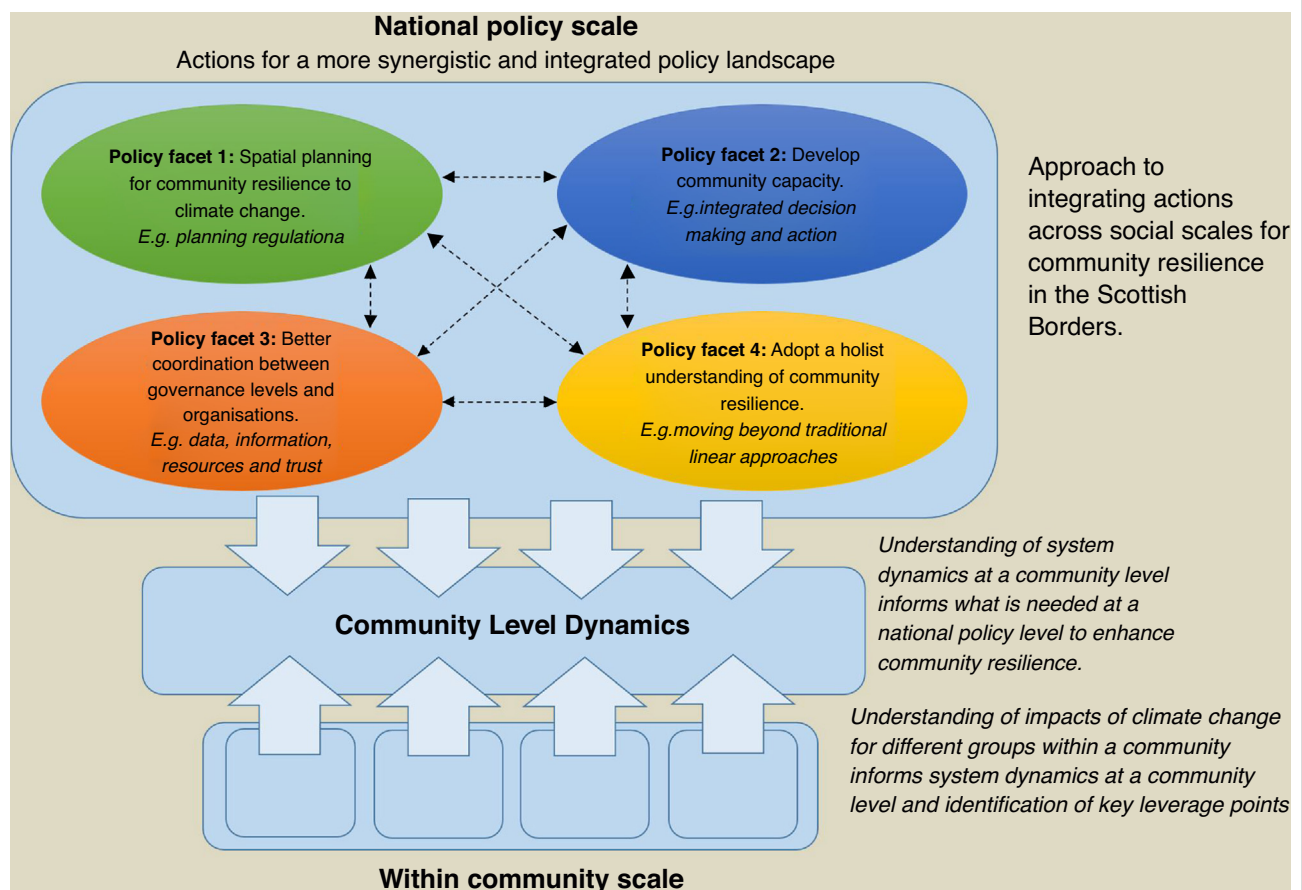 National policy scale
Actions for a more synergistic and integrated policy landscape
Policy facet 1: Spatial planning
for community resilience to
climate change.
E.g. planning regulationa
Policy facet 2: Develop
community capacity.
E.g.integrated decision
making and action
Policy facet 3: Better
coordination between
governance levels and
organisations.
E.g. data, information,
resources and trust
Policy facet 4: Adopt a holist
understanding of community
resilience.
E.g.moving beyond traditional
linear approaches
Approach to
integrating actions
across social scales for
community resilience
in the Scottish
Borders.
Community Level Dynamics
Understanding of system
dynamics at a community level
informs what is needed at a
national policy level to enhance
community resilience.
Understanding of impacts of climate change
for different groups within a community
informs system dynamics at a community
level and identification of key leverage points
Within community scale